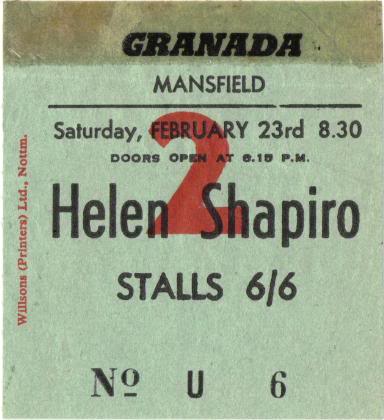 GRANADA
MANSFIELD
Saturday, FEBRUARY 23rd 8.30
DOORS OPEN AT 8.15 P.M.
2
Helen Shapiro
STALLS 6/6
Nº U 6
Willsons (Printers) Ltd., Nottm.